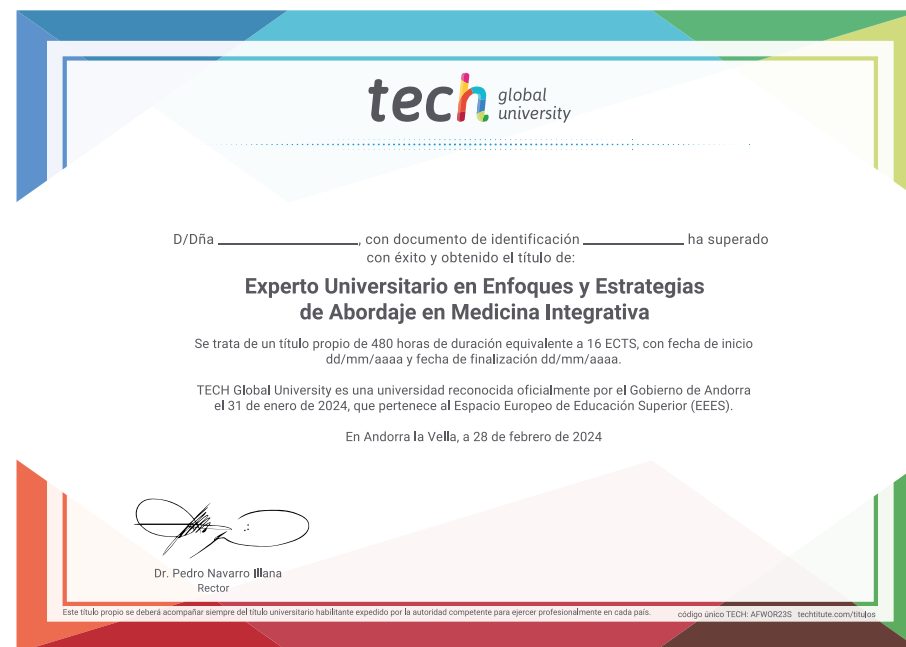 tech global university
D/Dña ____________________, con documento de identificación ______________ ha superado
con éxito y obtenido el título de:
Experto Universitario en Enfoques y Estrategias
de Abordaje en Medicina Integrativa
Se trata de un título propio de 480 horas de duración equivalente a 16 ECTS, con fecha de inicio
dd/mm/aaaa y fecha de finalización dd/mm/aaaa.
TECH Global University es una universidad reconocida oficialmente por el Gobierno de Andorra
el 31 de enero de 2024, que pertenece al Espacio Europeo de Educación Superior (EEES).
En Andorra la Vella, a 28 de febrero de 2024
Dr. Pedro Navarro Illana
Rector
Este título propio se deberá acompañar siempre del título universitario habilitante expedido por la autoridad competente para ejercer profesionalmente en cada país.
código único TECH: AFWOR23S techtitute.com/titulos